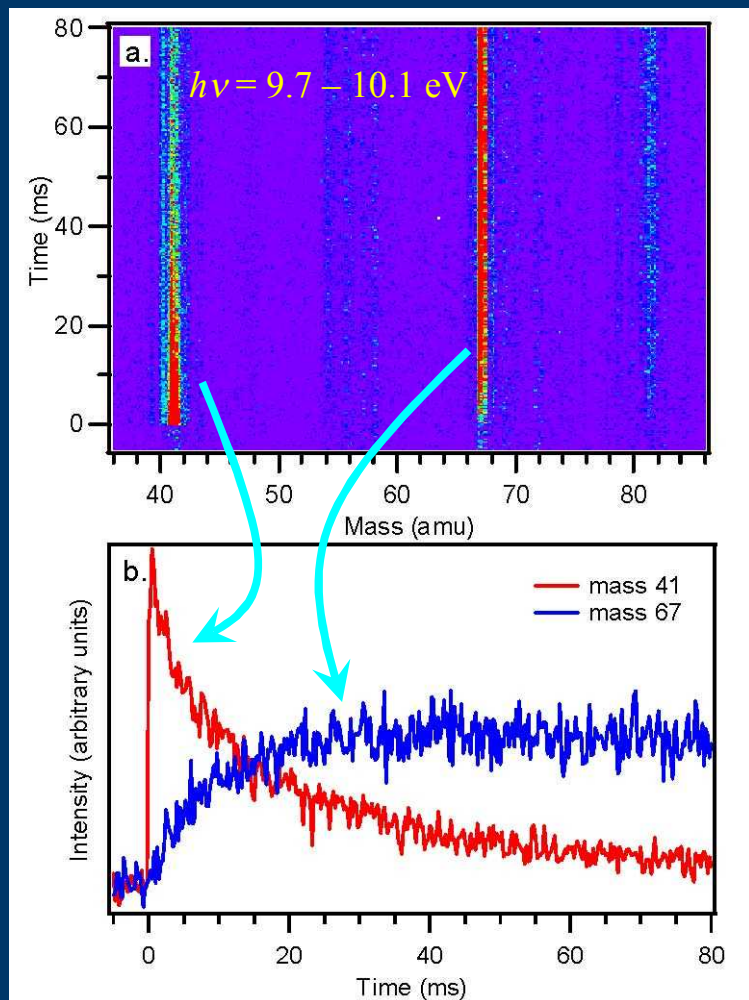 a.
hν = 9.7 – 10.1 eV
80
60
40
20
0
Time (ms)
40 50 60 70 80
Mass (amu)
b.
mass 41
mass 67
Intensity (arbitrary units)
0 20 40 60 80
Time (ms)